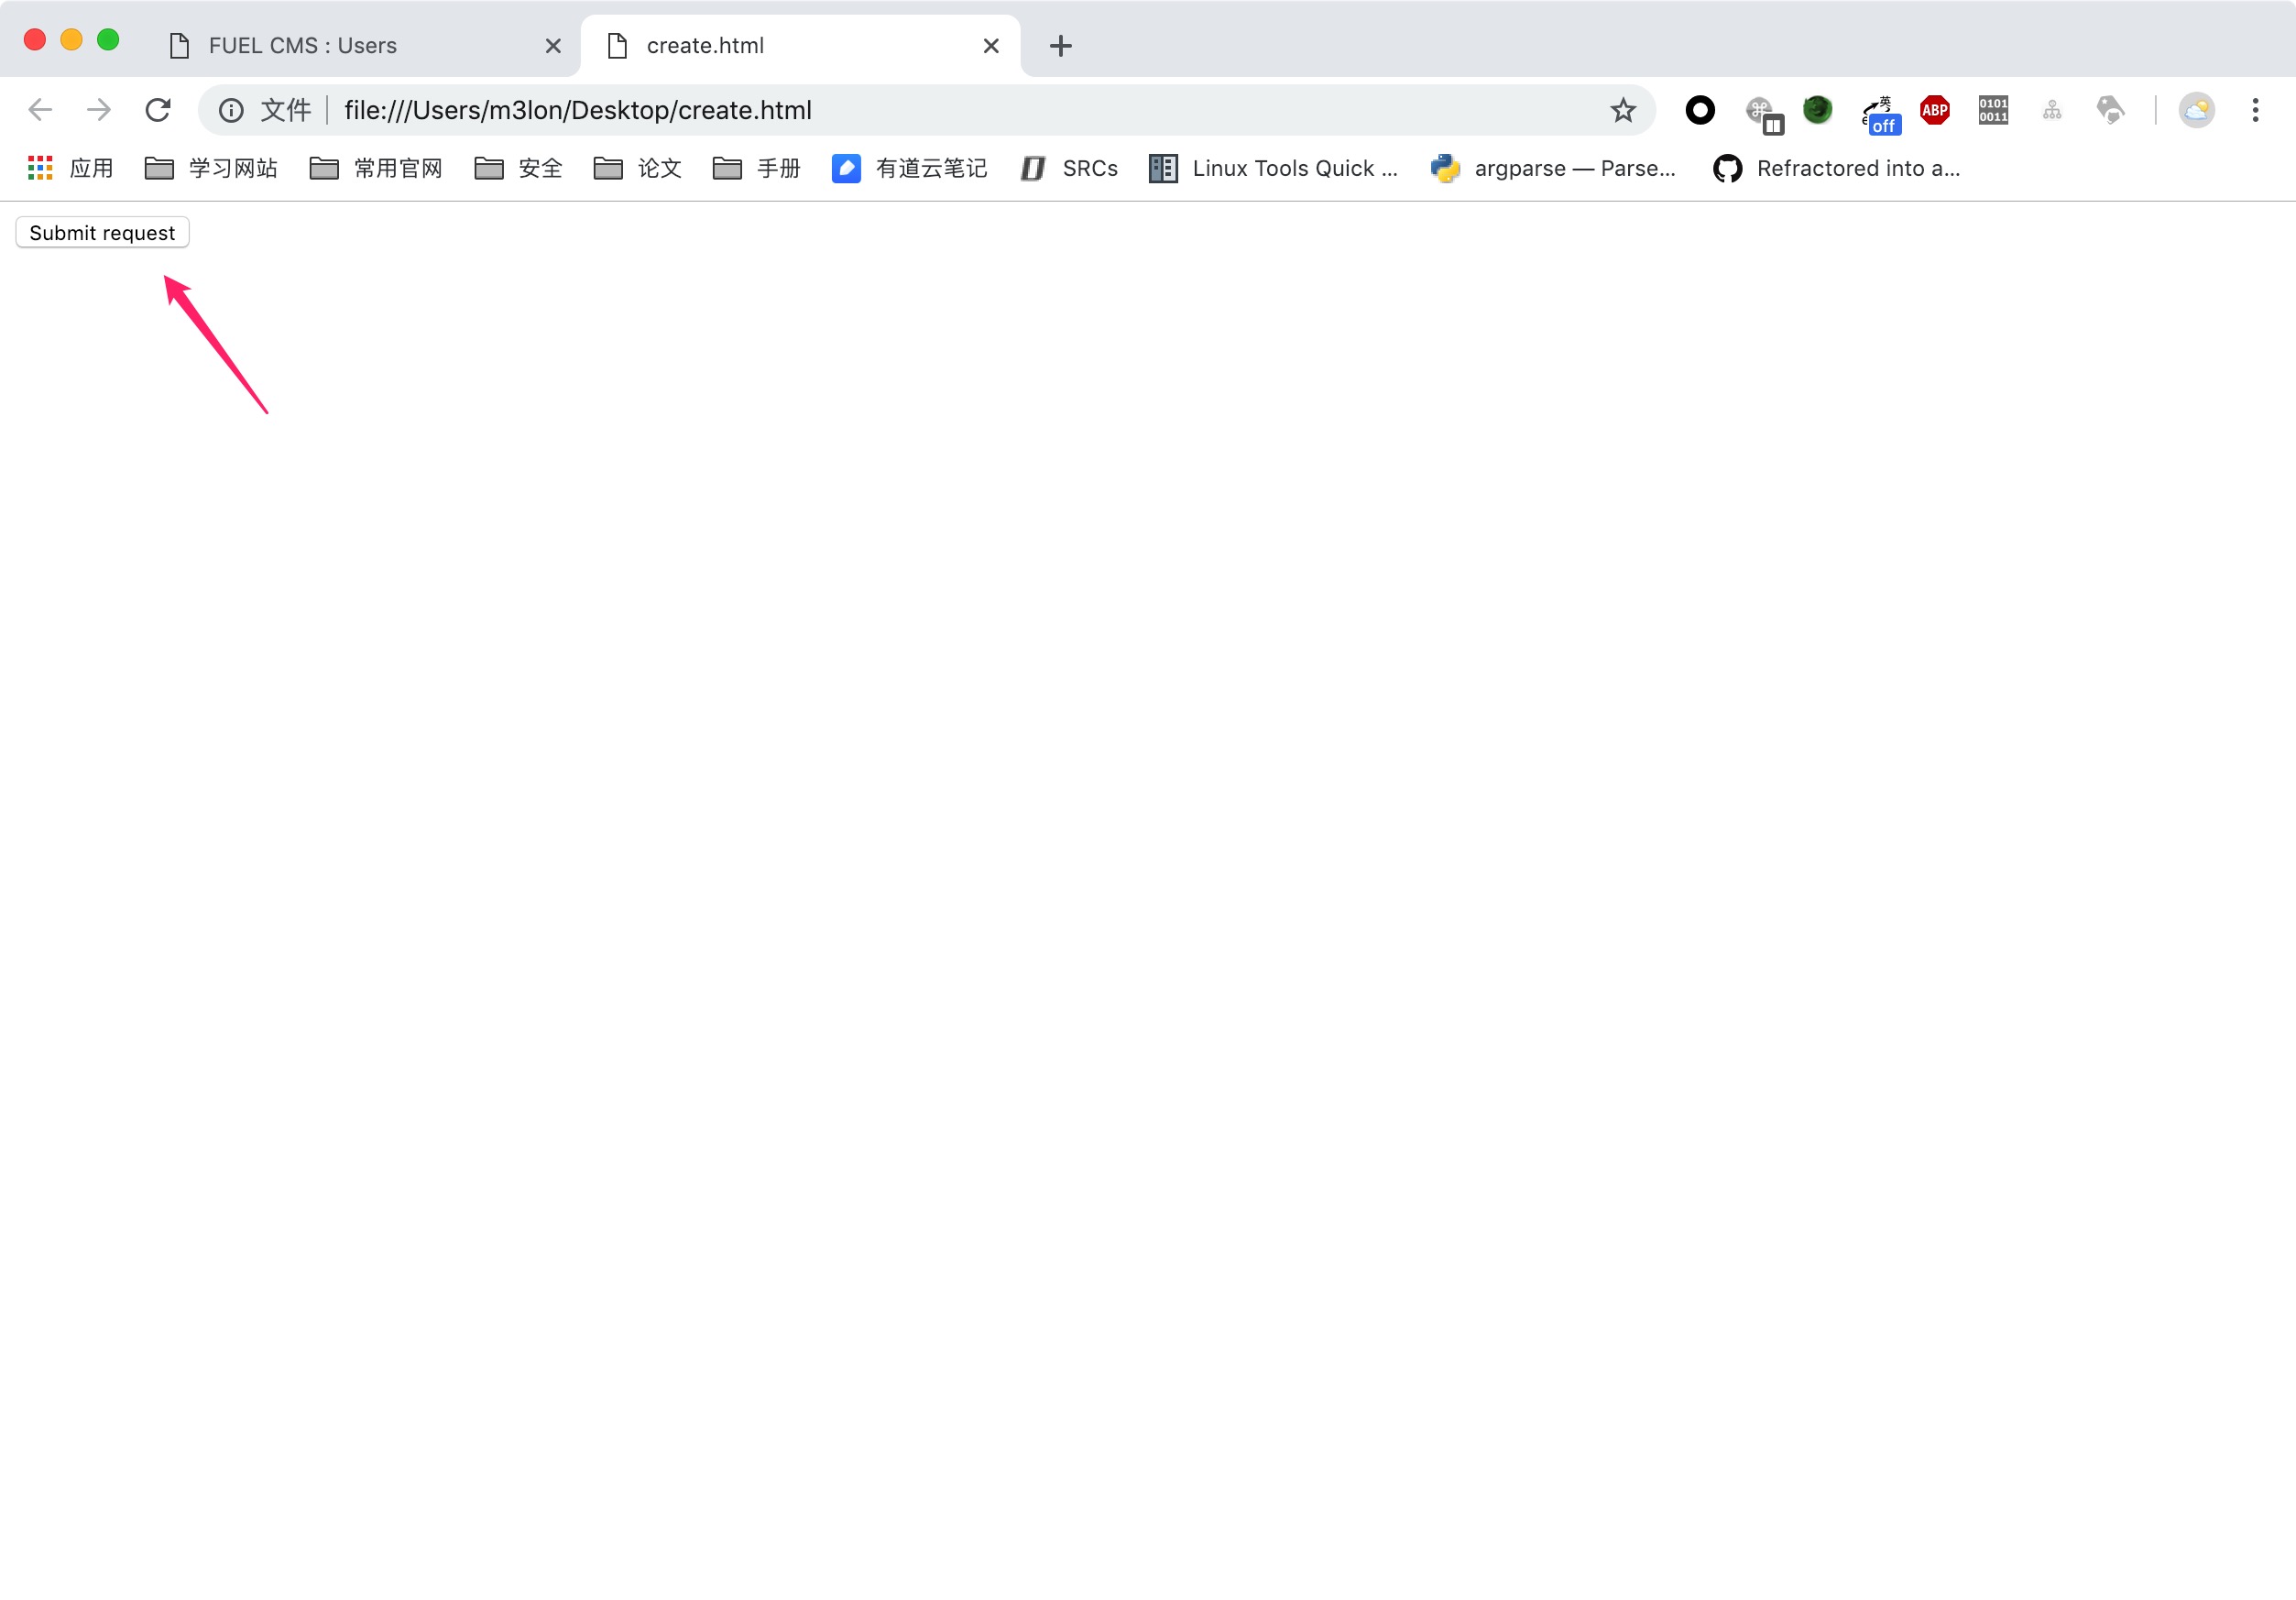 FUEL CMS : Users
create.html
文件 file:///Users/m3lon/Desktop/create.html
英 off ABP 0101 0011
应用 学习网站 常用官网 安全 论文 手册 有道云笔记 SRCs Linux Tools Quick ... argparse — Parse... Refractored into a...
Submit request